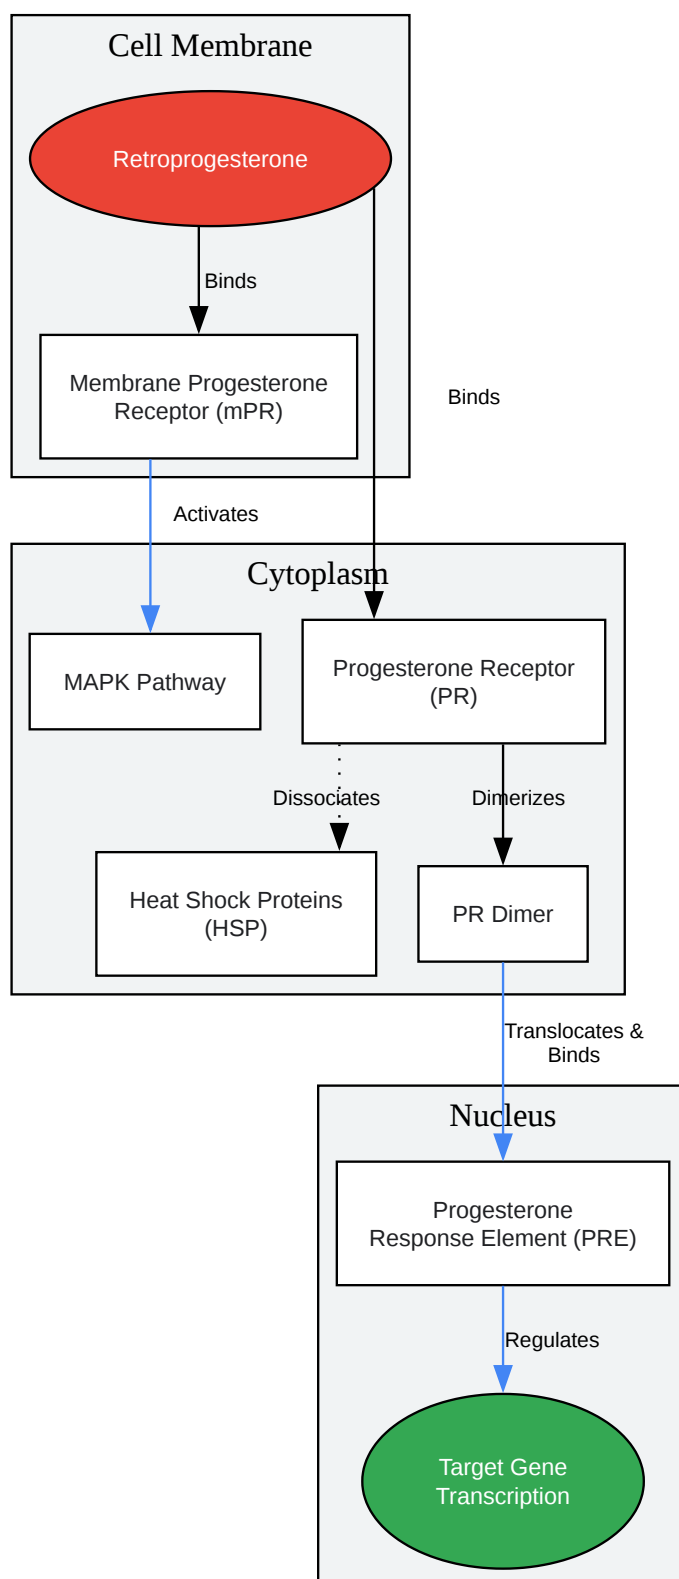 Cell Membrane
Retroprogesterone
Binds
Membrane Progesterone
Receptor (mPR)
Binds
Activates
Cytoplasm
MAPK Pathway
Progesterone Receptor
(PR)
Dissociates
Dimerizes
Heat Shock Proteins
(HSP)
PR Dimer
Translocates &
Binds
Nucleus
Progesterone
Response Element (PRE)
Regulates
Target Gene
Transcription